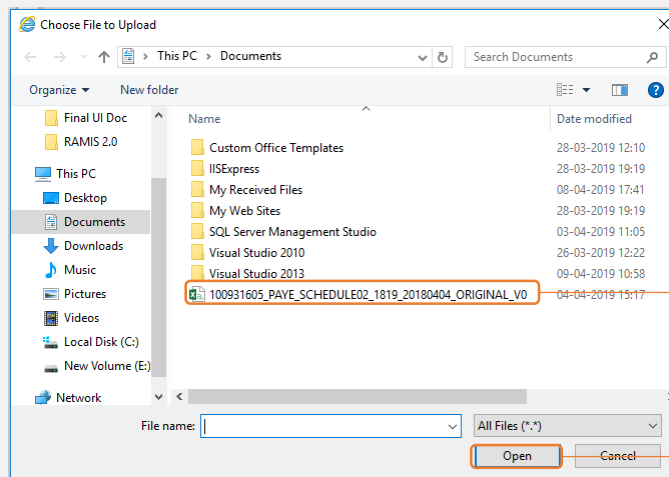 Choose File to Upload
This PC > Documents
Search Documents
Organize
New folder
Final UI Doc
RAMIS 2.0
This PC
Desktop
Documents
Downloads
Music
Pictures
Videos
Local Disk (C:)
New Volume (E:)
Network
Name Date modified
Custom Office Templates 28-03-2019 12:10
IISExpress 28-03-2019 19:19
My Received Files 08-04-2019 17:41
My Web Sites 28-03-2019 19:19
SQL Server Management Studio 03-04-2019 11:05
Visual Studio 2010 26-03-2019 12:22
Visual Studio 2013 09-04-2019 10:58
100931605_PAYE_SCHEDULE02_1819_20180404_ORIGINAL_V0 04-04-2019 15:17
File name:
All Files (*.*)
Open Cancel